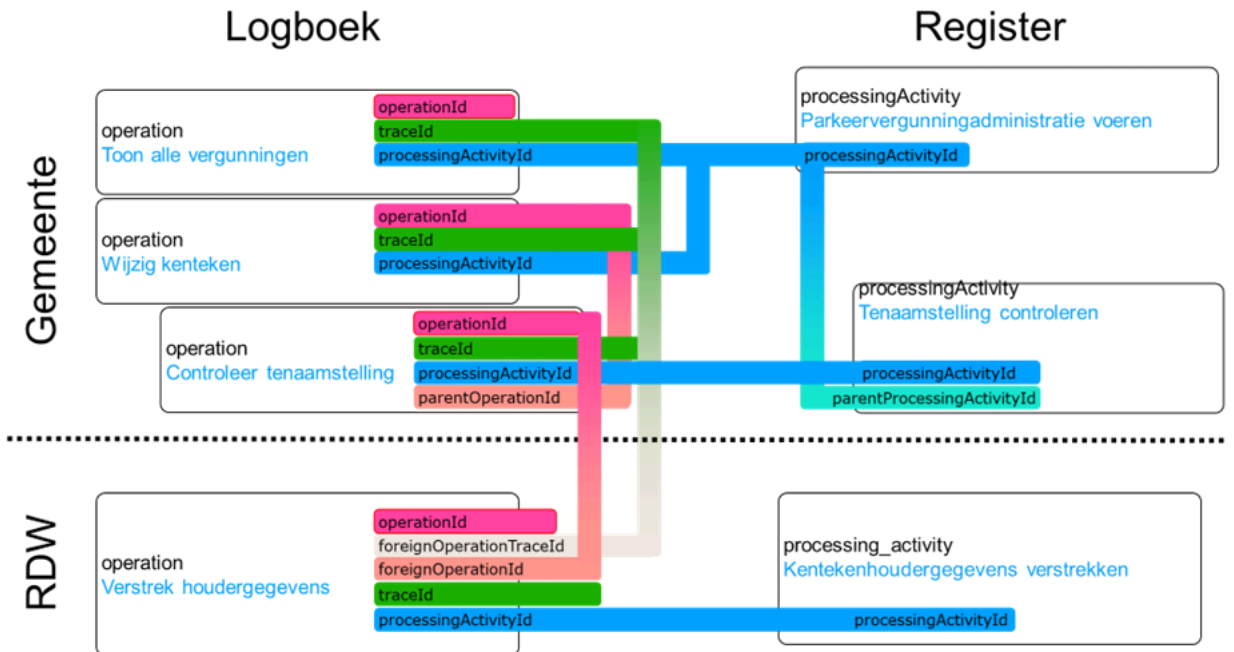 Logboek
Register
Gemeente
operation
Toon alle vergunningen
operationId
traceId
processingActivityId
processingActivity
Parkeervergunningadministratie voeren
processingActivityId
operation
Wijzig kenteken
operationId
traceId
processingActivityId
operation
Controleer tenaamstelling
operationId
traceId
processingActivityId
parentOperationId
processingActivity
Tenaamstelling controleren
processingActivityId
parentProcessingActivityId
RDW
operation
Verstrek houdergegevens
operationId
foreignOperationTraceId
foreignOperationId
traceId
processingActivityId
processing_activity
Kentekenhoudergegevens verstrekken
processingActivityId